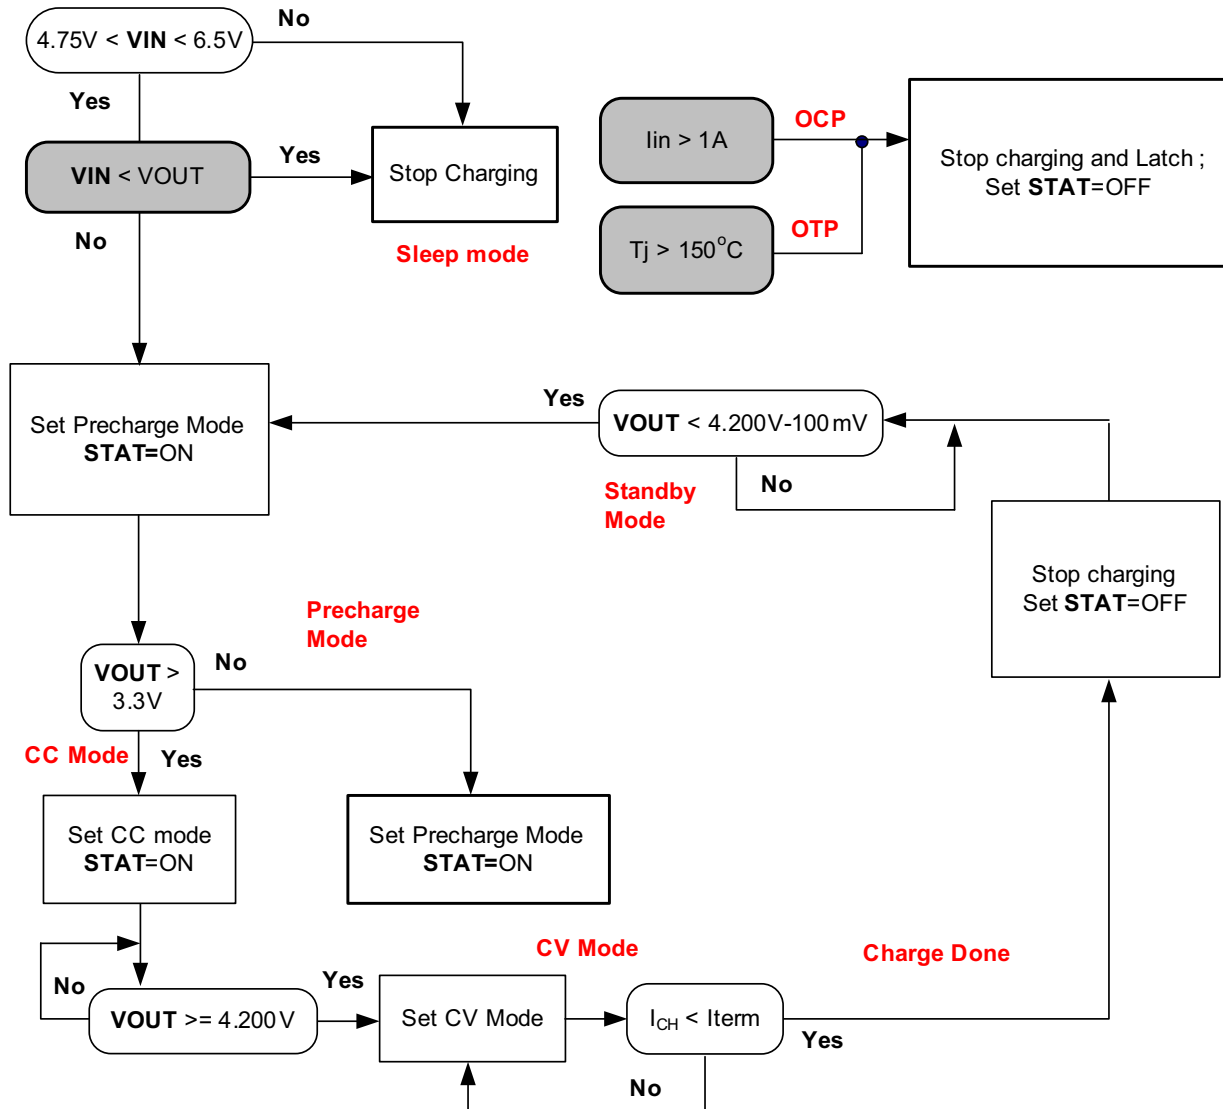 No
4.75V < VIN < 6.5V
Yes
VIN < VOUT
Yes
Stop Charging
No
Sleep mode
Iin > 1A
OCP
Stop charging and Latch ;
Set STAT=OFF
OTP
Tj > 150°C
Set Precharge Mode
STAT=ON
Yes
VOUT < 4.200V-100mV
No
Standby
Mode
Stop charging
Set STAT=OFF
Precharge
Mode
VOUT >
3.3V
No
CC Mode
Yes
Set CC mode
STAT=ON
Set Precharge Mode
STAT=ON
CV Mode
Charge Done
No
VOUT >= 4.200V
Yes
Set CV Mode
ICH < Iterm
Yes
No